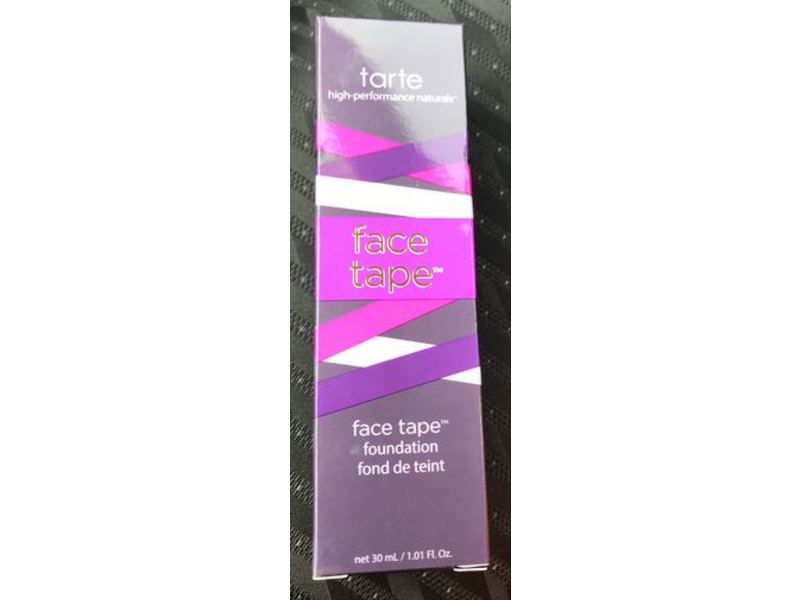 tarte
high-performance naturals™
face
tape™
face tape™
foundation
fond de teint
net 30 mL / 1.01 Fl. Oz.